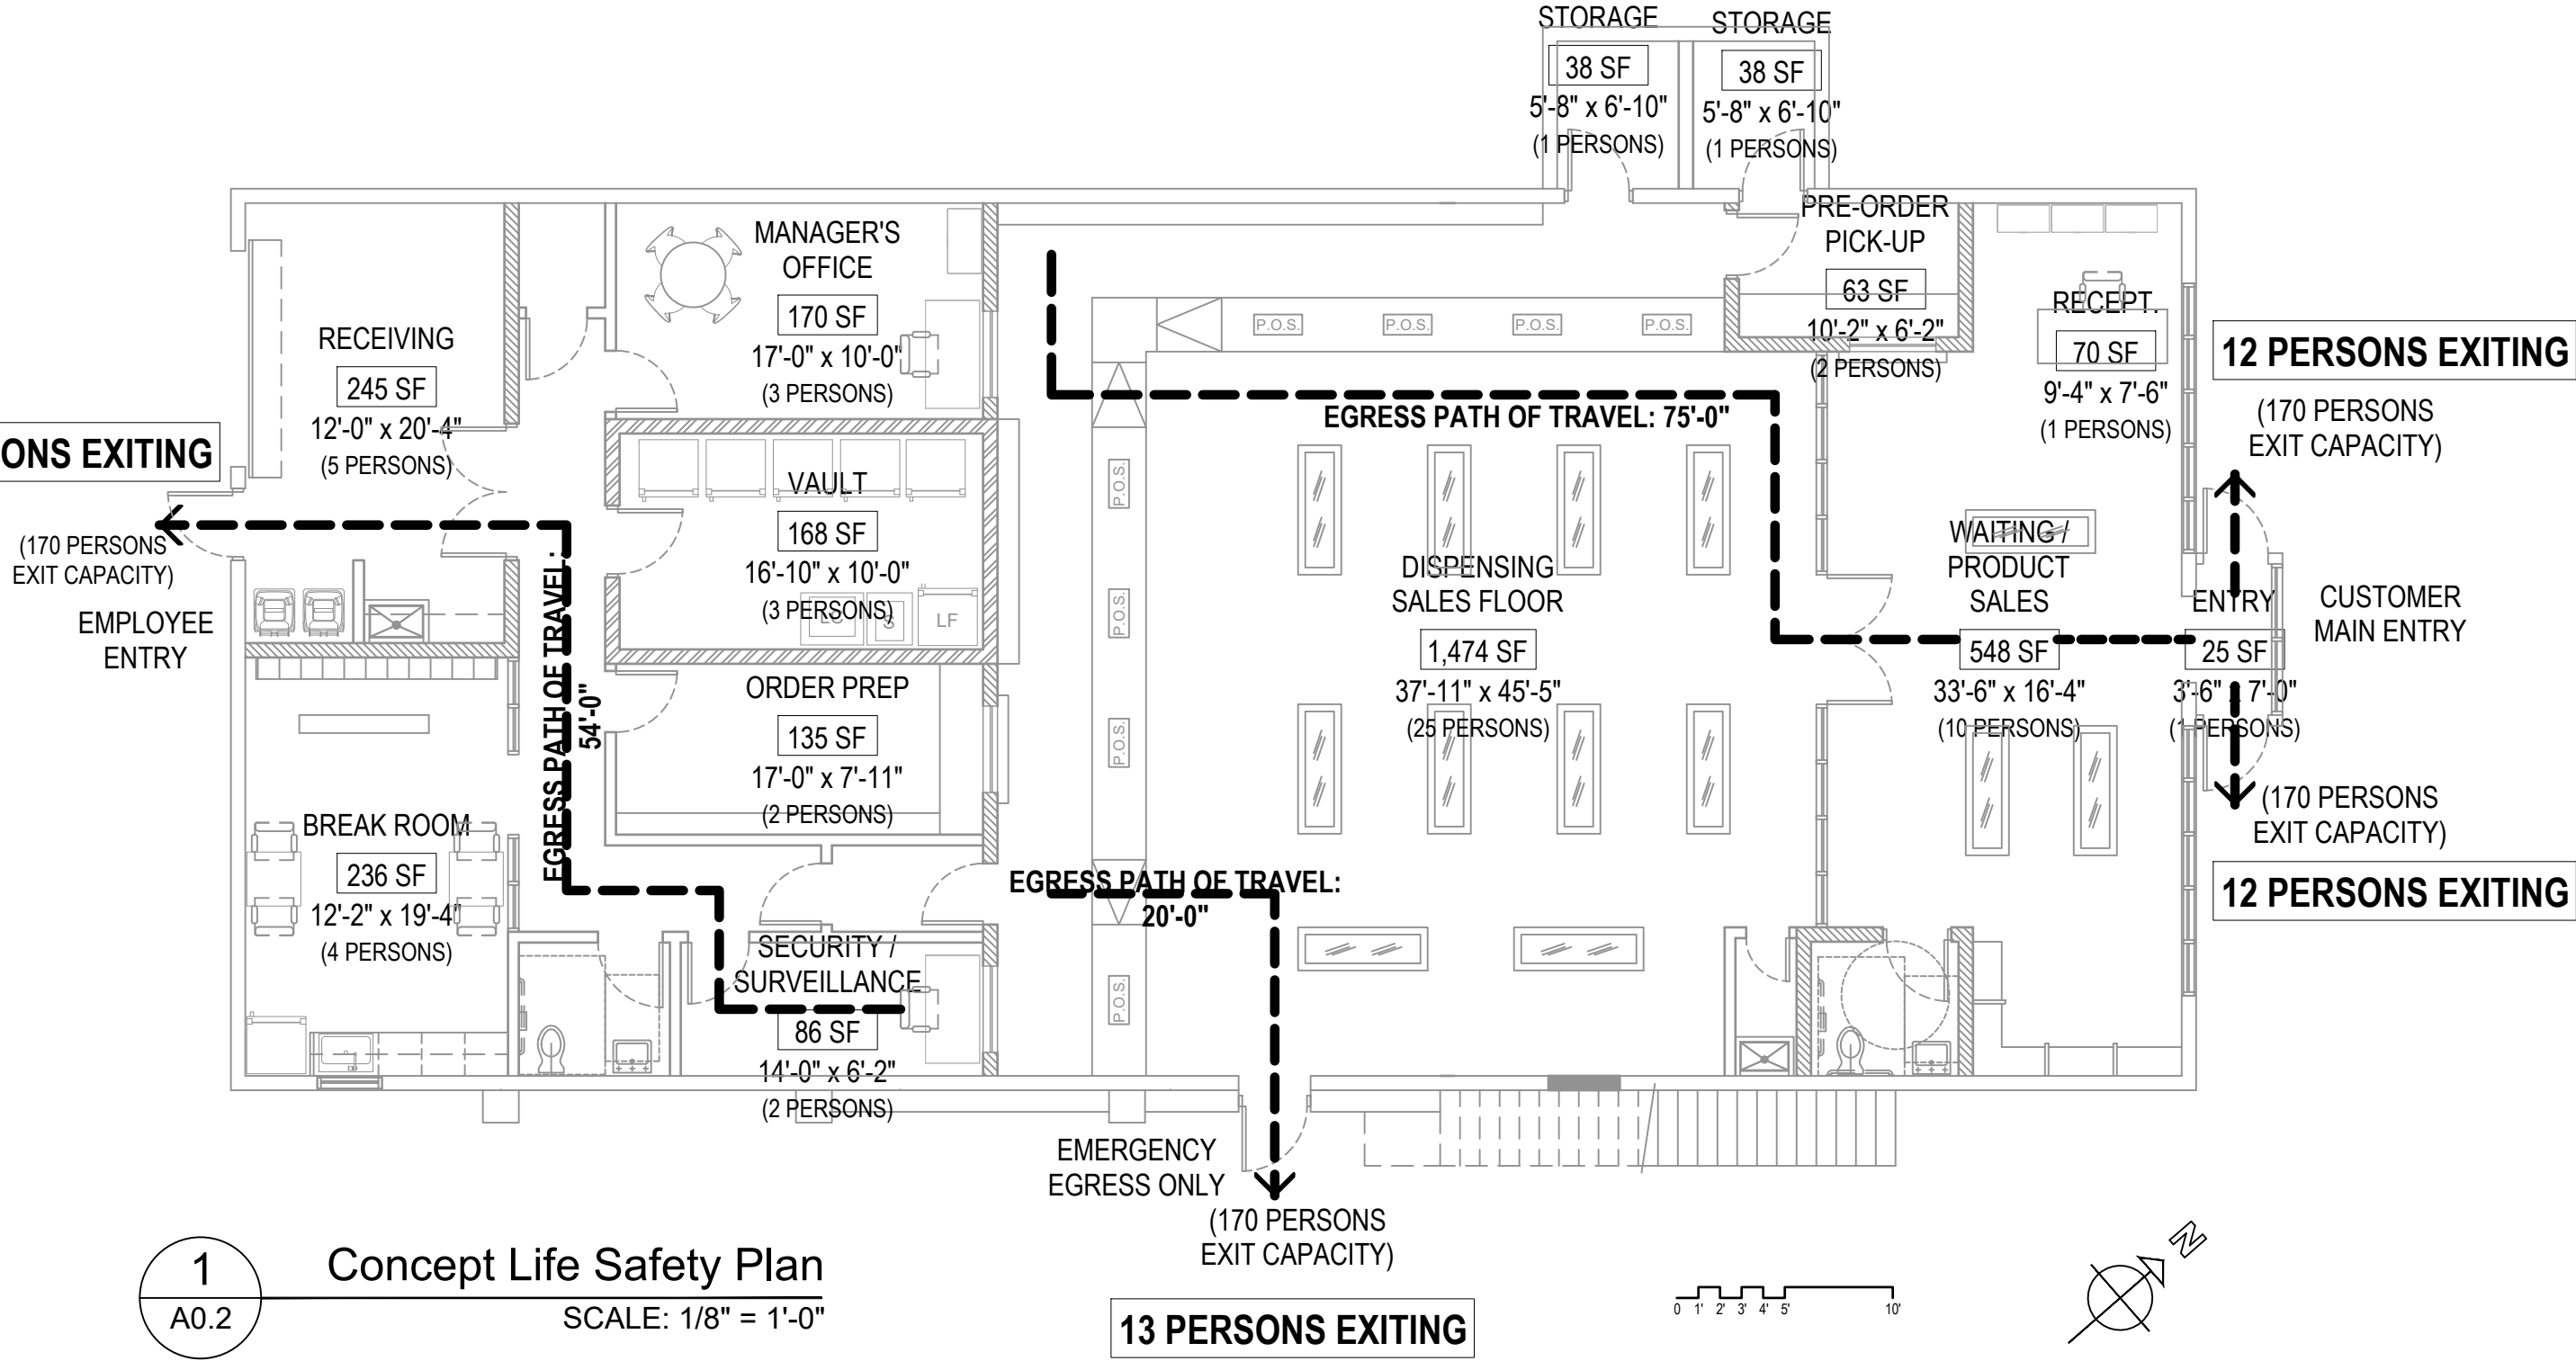 STORAGE
38 SF
5'-8" x 6'-10"
(1 PERSONS)
STORAGE
38 SF
5'-8" x 6'-10"
(1 PERSONS)
MANAGER'S
OFFICE
170 SF
17'-0" x 10'-0"
(3 PERSONS)
PRE-ORDER
PICK-UP
63 SF
10'-2" x 6'-2"
(2 PERSONS)
RECEPT.
70 SF
9'-4" x 7'-6"
(1 PERSONS)
12 PERSONS EXITING
(170 PERSONS
EXIT CAPACITY)
RECEIVING
245 SF
12'-0" x 20'-4"
(5 PERSONS)
P.O.S.
P.O.S.
P.O.S.
P.O.S.
EGRESS PATH OF TRAVEL: 75'-0"
ONS EXITING
(170 PERSONS
EXIT CAPACITY)
EMPLOYEE
ENTRY
VAULT
168 SF
16'-10" x 10'-0"
(3 PERSONS)
LC
S
LF
P.O.S.
P.O.S.
P.O.S.
P.O.S.
DISPENSING
SALES FLOOR
1,474 SF
37'-11" x 45'-5"
(25 PERSONS)
WAITING /
PRODUCT
SALES
548 SF
33'-6" x 16'-4"
(10 PERSONS)
ENTRY
25 SF
3'-6" x 7'-0"
(1 PERSONS)
CUSTOMER
MAIN ENTRY
EGRESS PATH OF TRAVEL:
54'-0"
ORDER PREP
135 SF
17'-0" x 7'-11"
(2 PERSONS)
(170 PERSONS
EXIT CAPACITY)
12 PERSONS EXITING
BREAK ROOM
236 SF
12'-2" x 19'-4"
(4 PERSONS)
EGRESS PATH OF TRAVEL:
20'-0"
SECURITY /
SURVEILLANCE
86 SF
14'-0" x 6'-2"
(2 PERSONS)
EMERGENCY
EGRESS ONLY
(170 PERSONS
EXIT CAPACITY)
13 PERSONS EXITING
1
A0.2
Concept Life Safety Plan
SCALE: 1/8" = 1'-0"
0 1' 2' 3' 4' 5' 10'
N